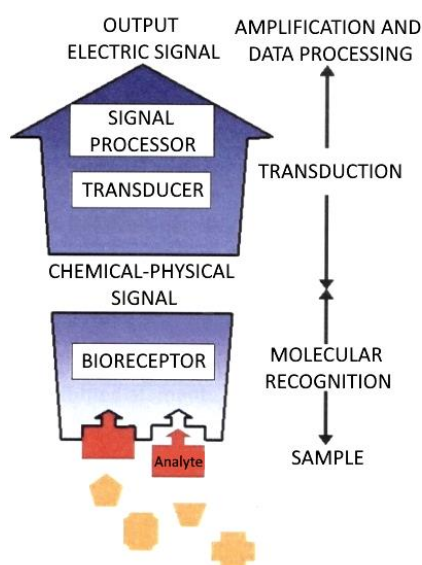 OUTPUT
ELECTRIC SIGNAL
AMPLIFICATION AND
DATA PROCESSING
SIGNAL
PROCESSOR
TRANSDUCER
TRANSDUCTION
CHEMICAL-PHYSICAL
SIGNAL
BIORECEPTOR
MOLECULAR
RECOGNITION
Analyte
SAMPLE